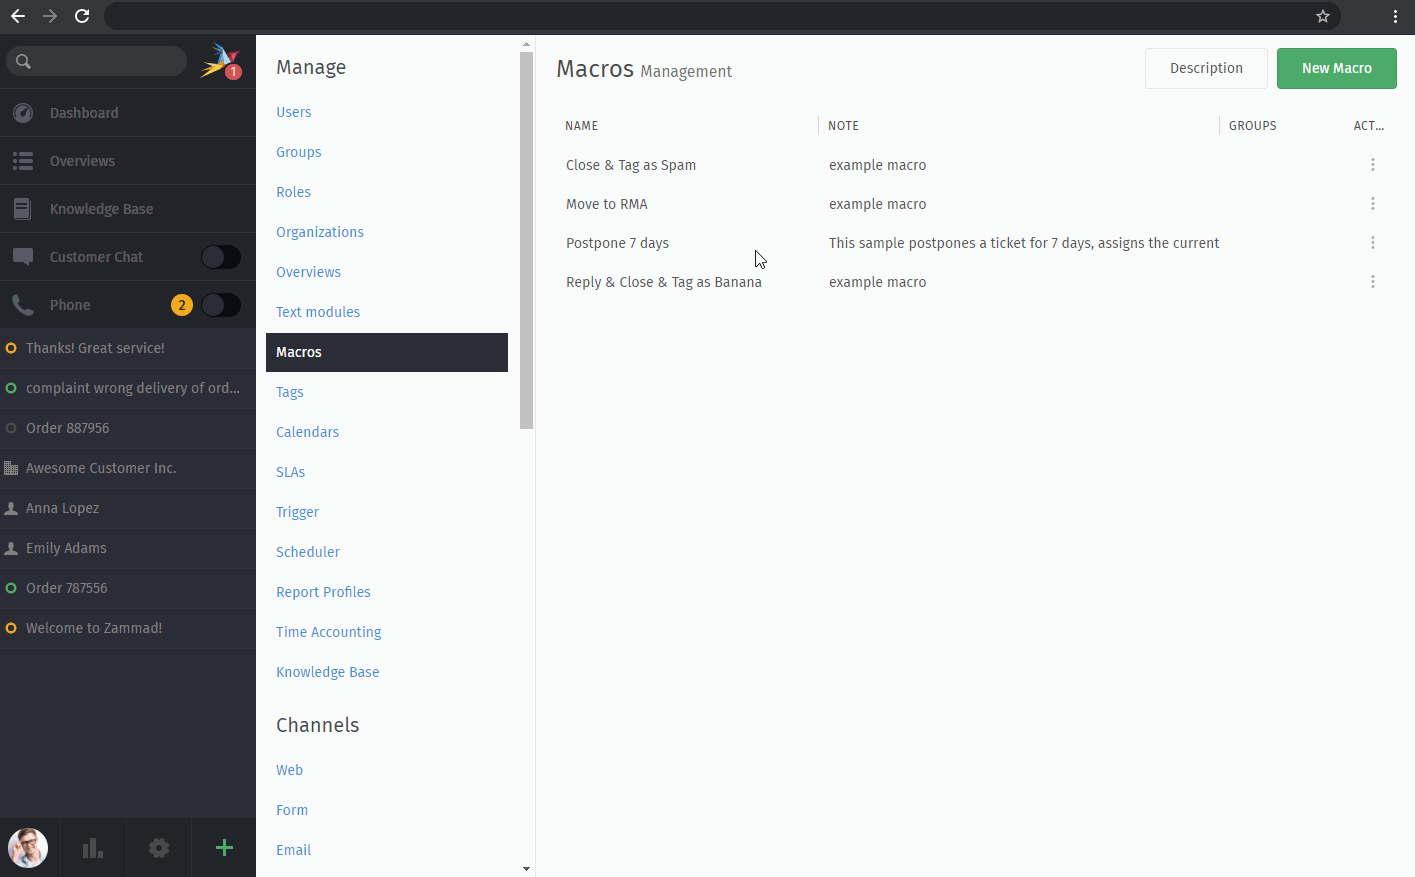 1
Dashboard
Overviews
Knowledge Base
Customer Chat
Phone 2
Thanks! Great service!
complaint wrong delivery of ord...
Order 887956
Awesome Customer Inc.
Anna Lopez
Emily Adams
Order 787556
Welcome to Zammad!
Manage
Users
Groups
Roles
Organizations
Overviews
Text modules
Macros
Tags
Calendars
SLAs
Trigger
Scheduler
Report Profiles
Time Accounting
Knowledge Base
Channels
Web
Form
Email
Macros Management
Description
New Macro
NAME NOTE GROUPS ACT...
Close & Tag as Spam example macro
Move to RMA example macro
Postpone 7 days This sample postpones a ticket for 7 days, assigns the current
Reply & Close & Tag as Banana example macro